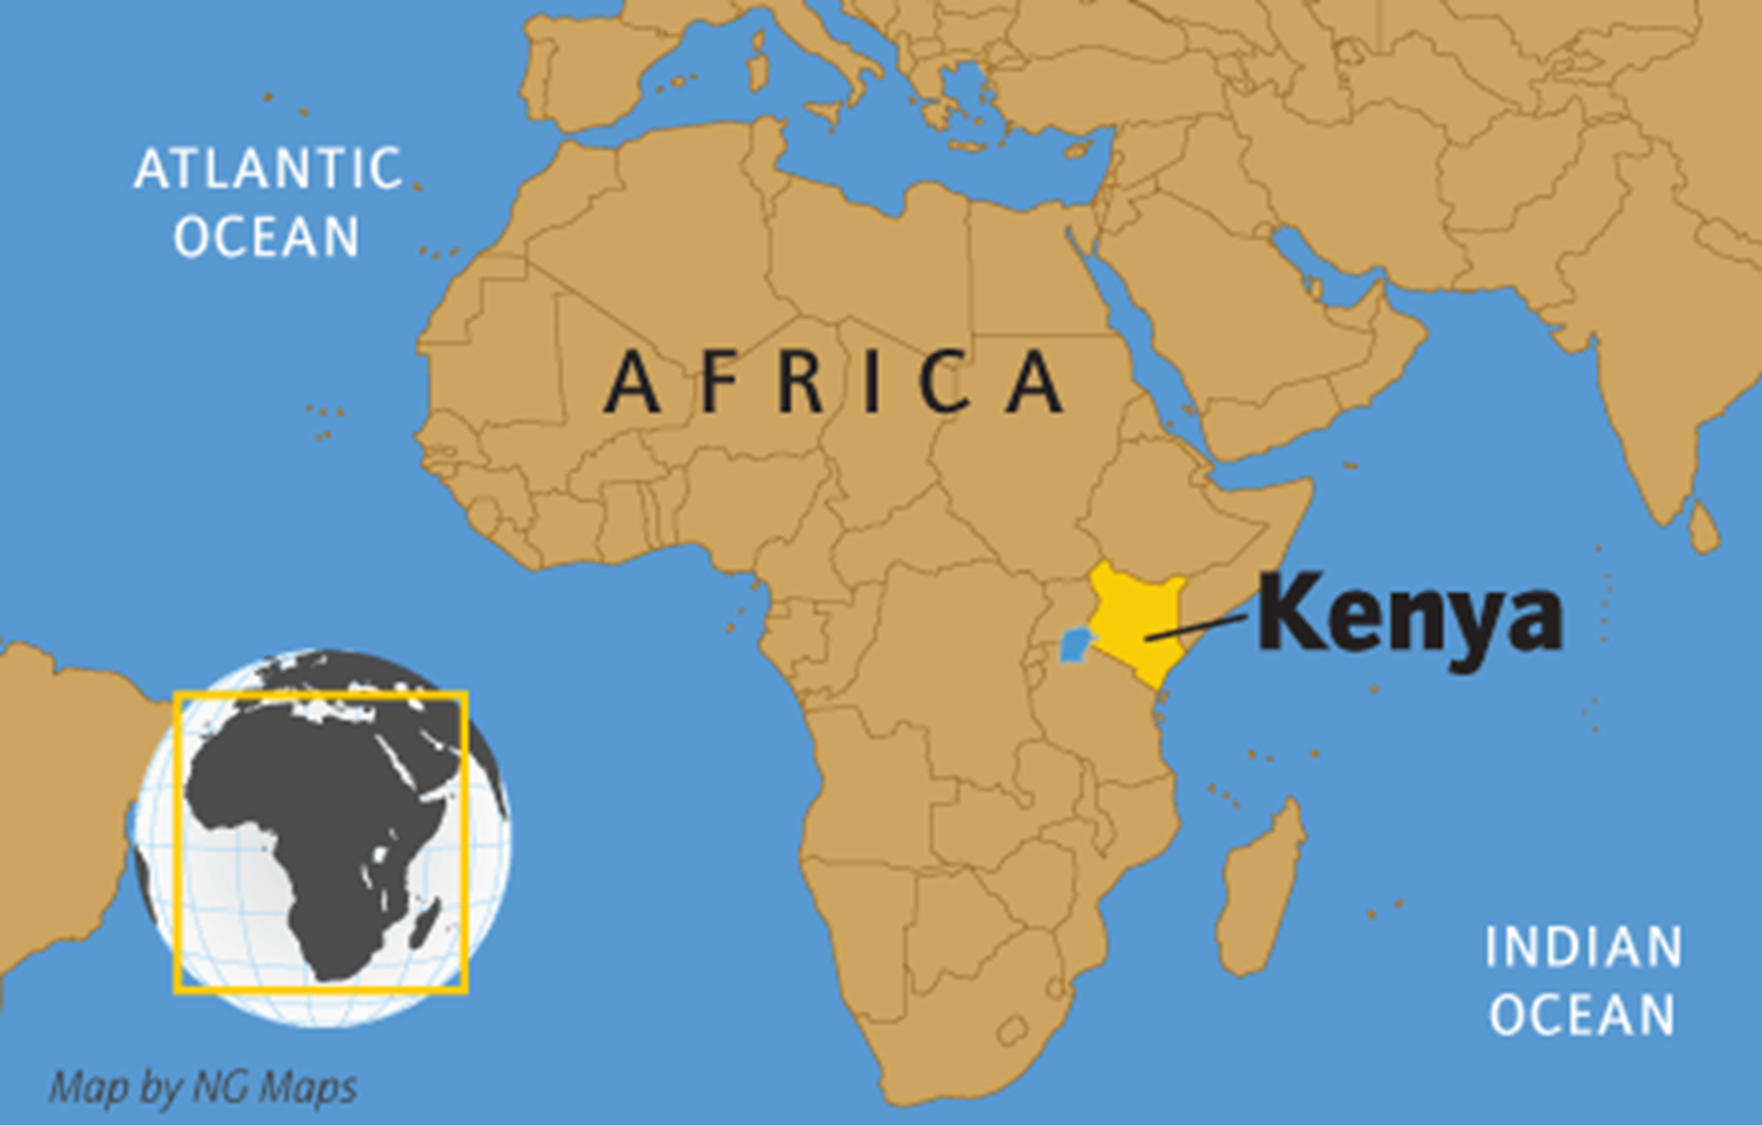 ATLANTIC
OCEAN
AFRICA
Kenya
INDIAN
OCEAN
Map by NG Maps